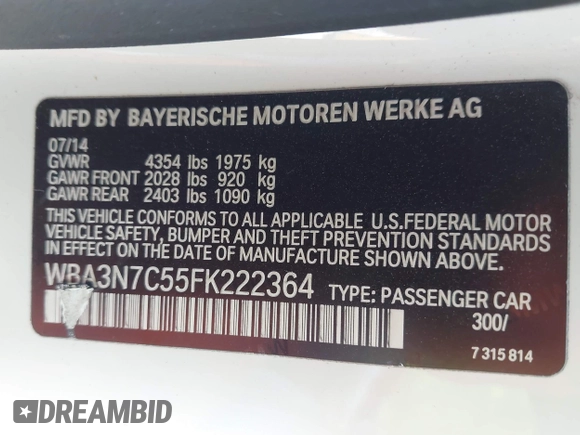 MFD BY BAYERISCHE MOTOREN WERKE AG
07/14
GVWR 4354 lbs 1975 kg
GAWR FRONT 2028 lbs 920 kg
GAWR REAR 2403 lbs 1090 kg
THIS VEHICLE CONFORMS TO ALL APPLICABLE U.S.FEDERAL MOTOR
VEHICLE SAFETY, BUMPER AND THEFT PREVENTION STANDARDS
IN EFFECT ON THE DATE OF MANUFACTURE SHOWN ABOVE.
WBA3N7C55FK222364 TYPE: PASSENGER CAR
300/
7 315 814
DREAMBID